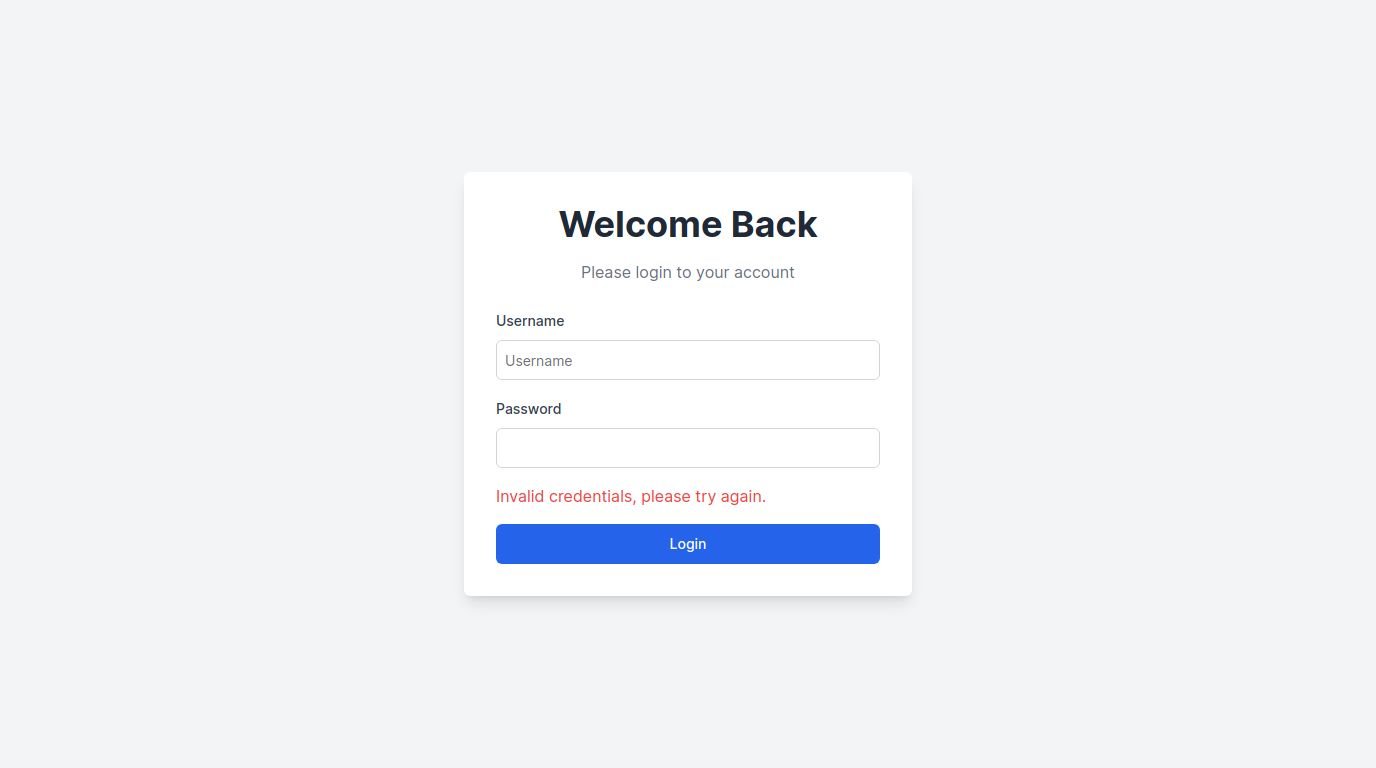 Welcome Back
Please login to your account
Username
Username
Password
Invalid credentials, please try again.
Login